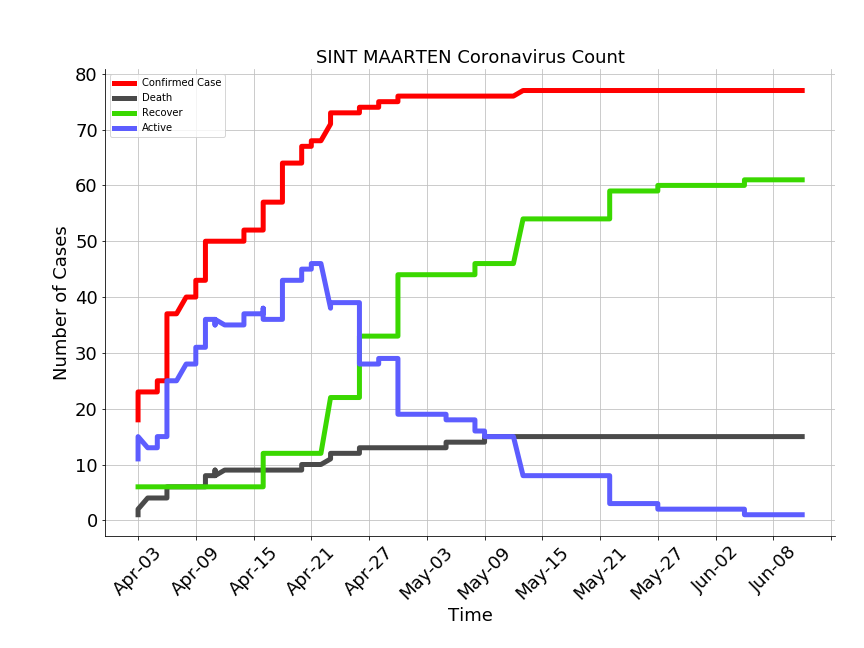 SINT MAARTEN Coronavirus Count
Confirmed Case
Death
Recover
Active
Number of Cases
80
70
60
50
40
30
20
10
0
Apr-03
Apr-09
Apr-15
Apr-21
Apr-27
May-03
May-09
May-15
May-21
May-27
Jun-02
Jun-08
Time